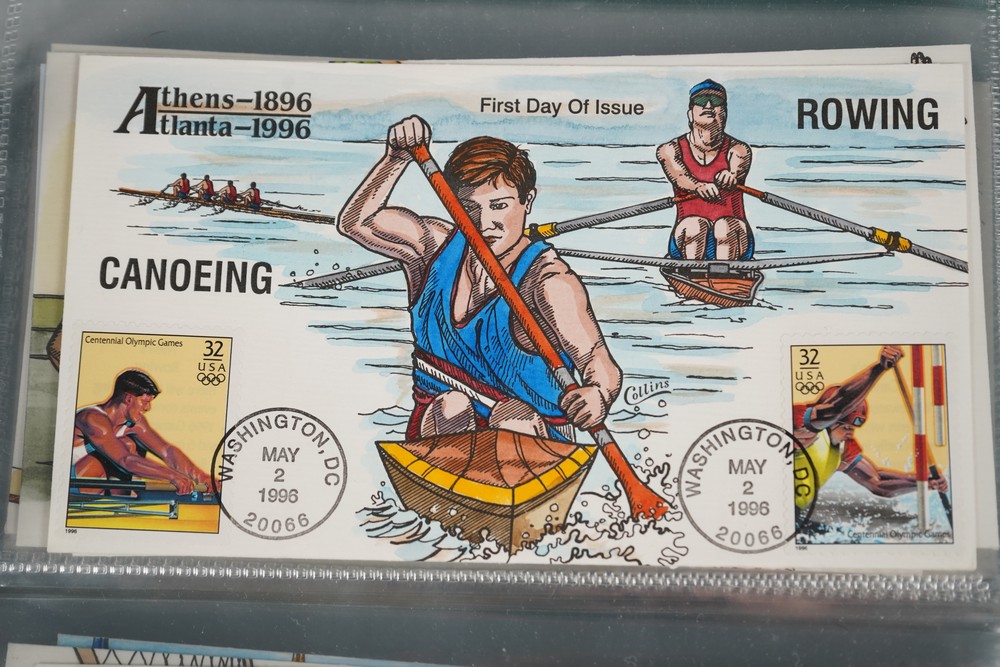 Athens–1896
Atlanta–1996
First Day Of Issue
ROWING
CANOEING
Collins
Centennial Olympic Games
32
USA
1996
WASHINGTON, DC
MAY
2
1996
20066
WASHINGTON, DC
MAY
2
1996
20066
32
USA
Centennial Olympic Games
1996